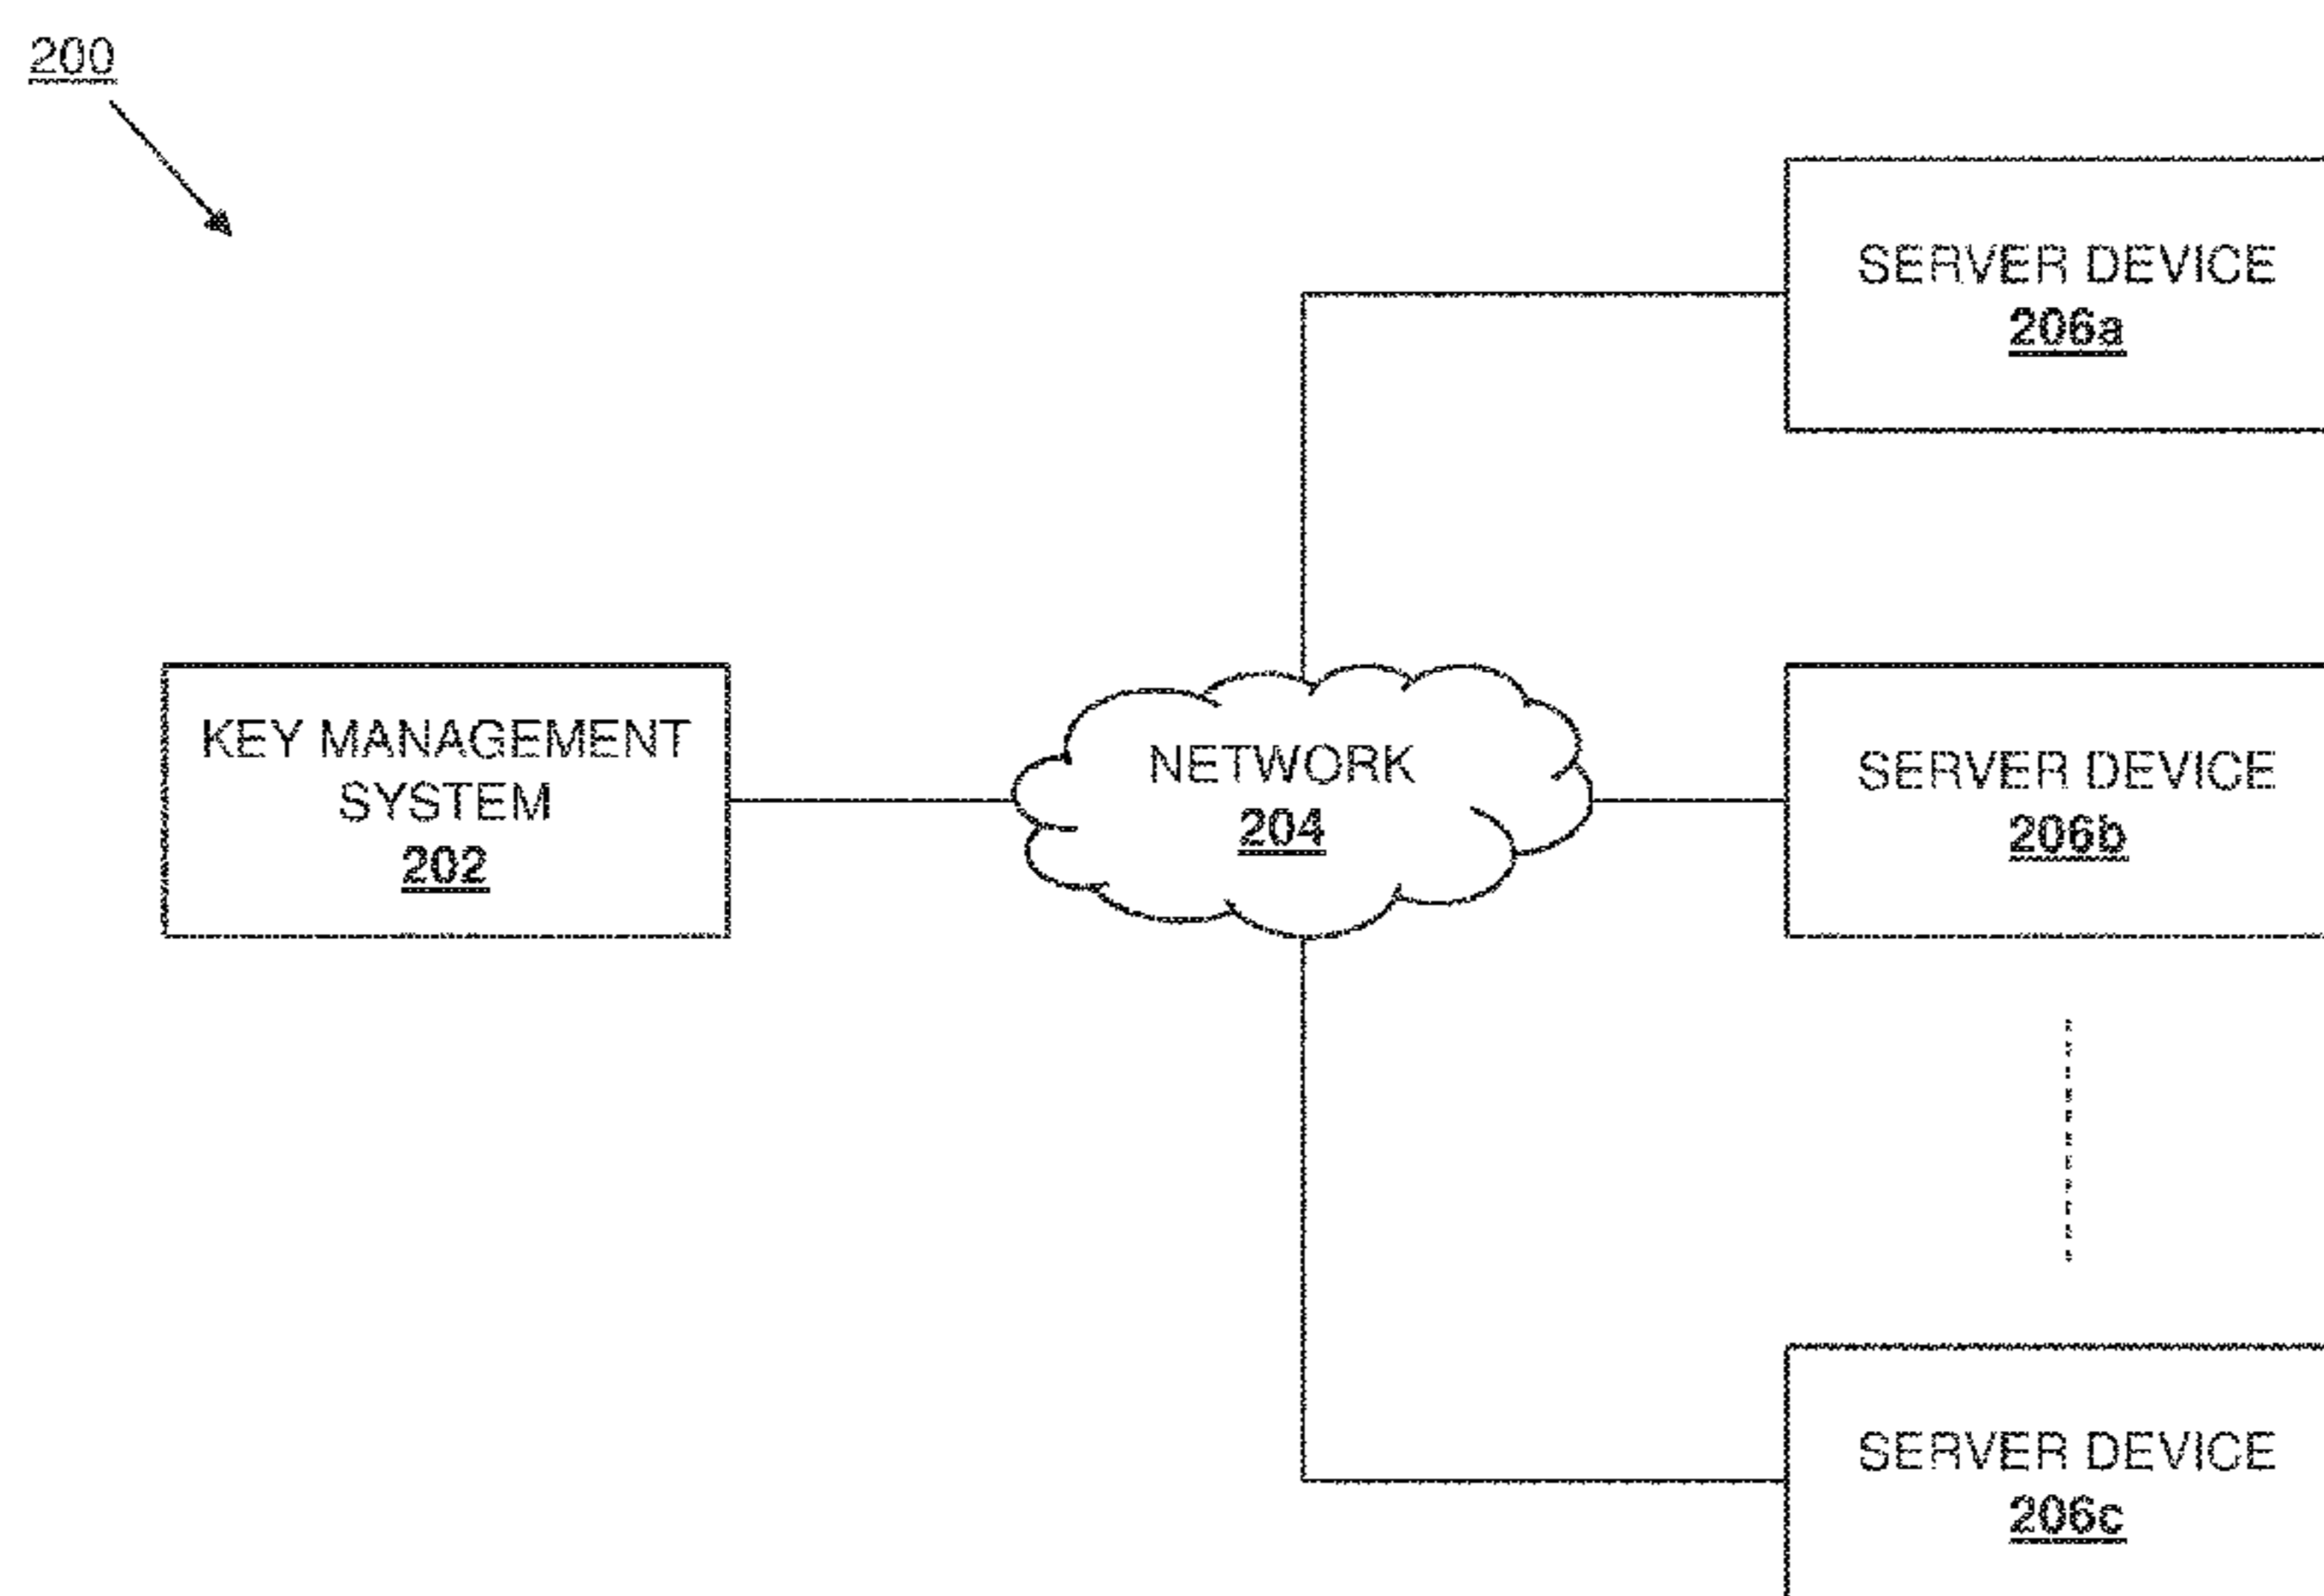 200
SERVER DEVICE
206a
KEY MANAGEMENT
SYSTEM
202
NETWORK
204
SERVER DEVICE
206b
SERVER DEVICE
206c